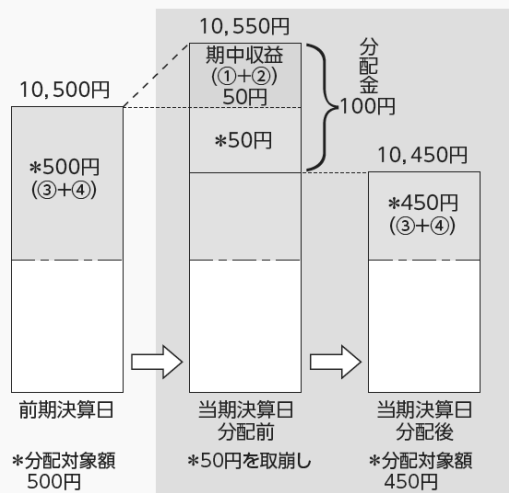 10,550円
期中収益
(①+②)
50円
分配金
100円
10,500円
*50円
10,450円
*500円
(③+④)
*450円
(③+④)
前期決算日
当期決算日
分配前
当期決算日
分配後
*分配対象額
500円
*50円を取崩し
*分配対象額
450円